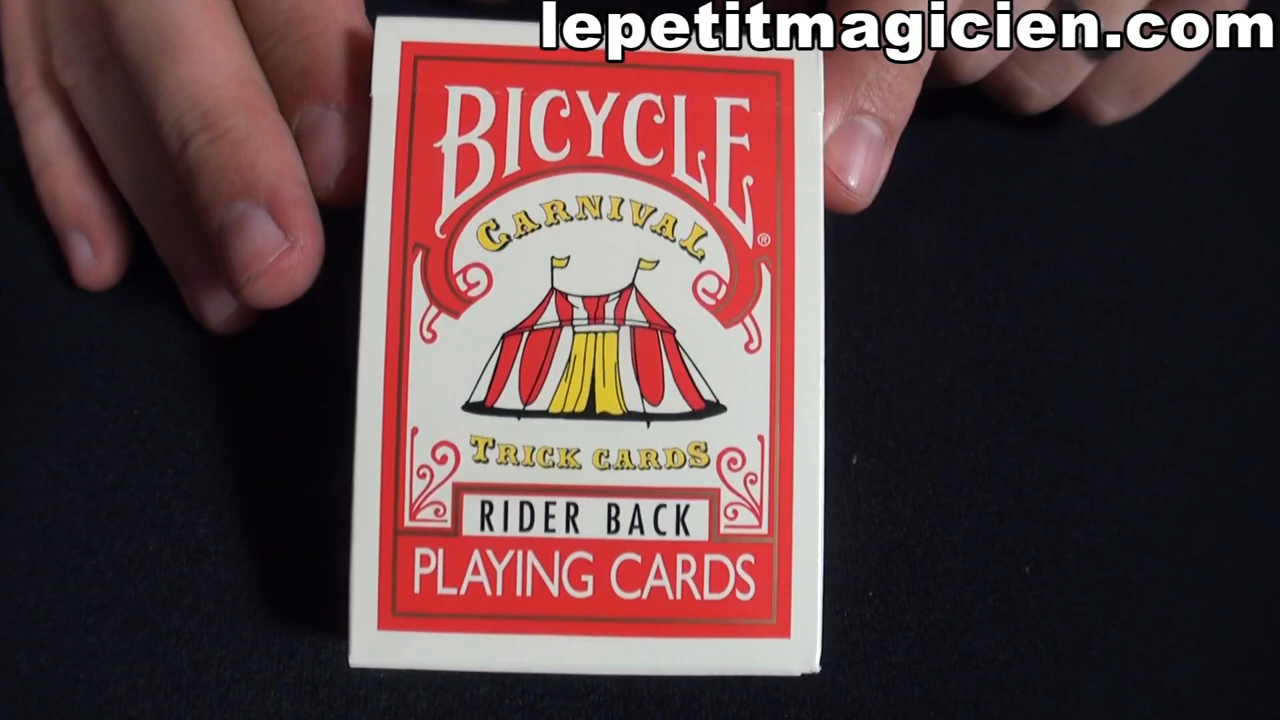 lepetitmagicien.com
BICYCLE®
CARNIVAL
TRICK CARDS
RIDER BACK
PLAYING CARDS